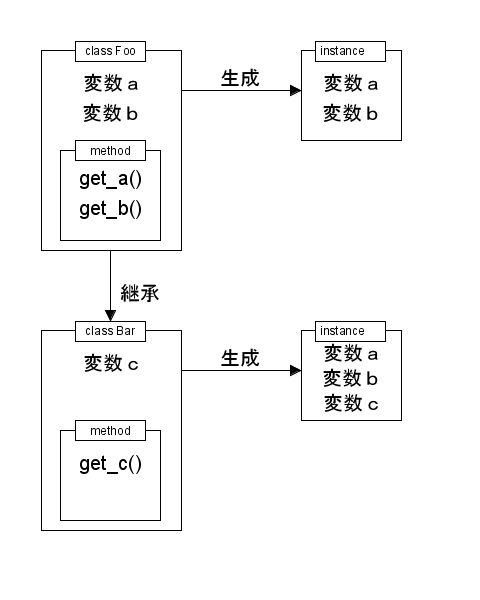 class Foo
変数 a
変数 b
method
get_a()
get_b()
生成
instance
変数 a
変数 b
継承
class Bar
変数 c
method
get_c()
生成
instance
変数 a
変数 b
変数 c